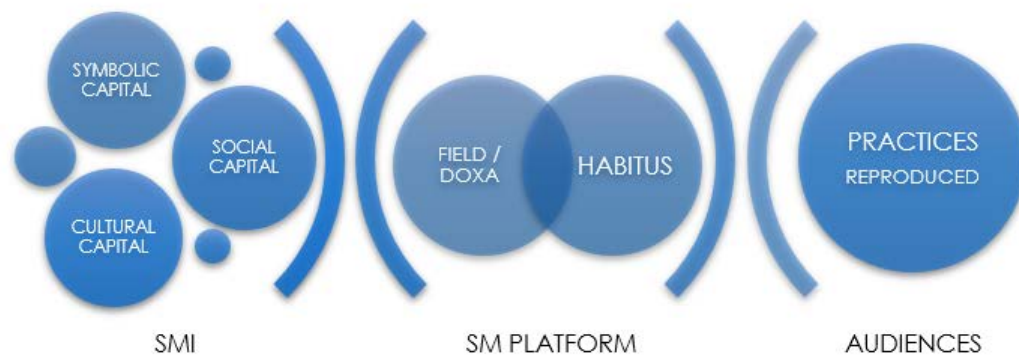 SYMBOLIC
CAPITAL
SOCIAL
CAPITAL
CULTURAL
CAPITAL
FIELD /
DOXA
HABITUS
PRACTICES
REPRODUCED
SMI
SM PLATFORM
AUDIENCES